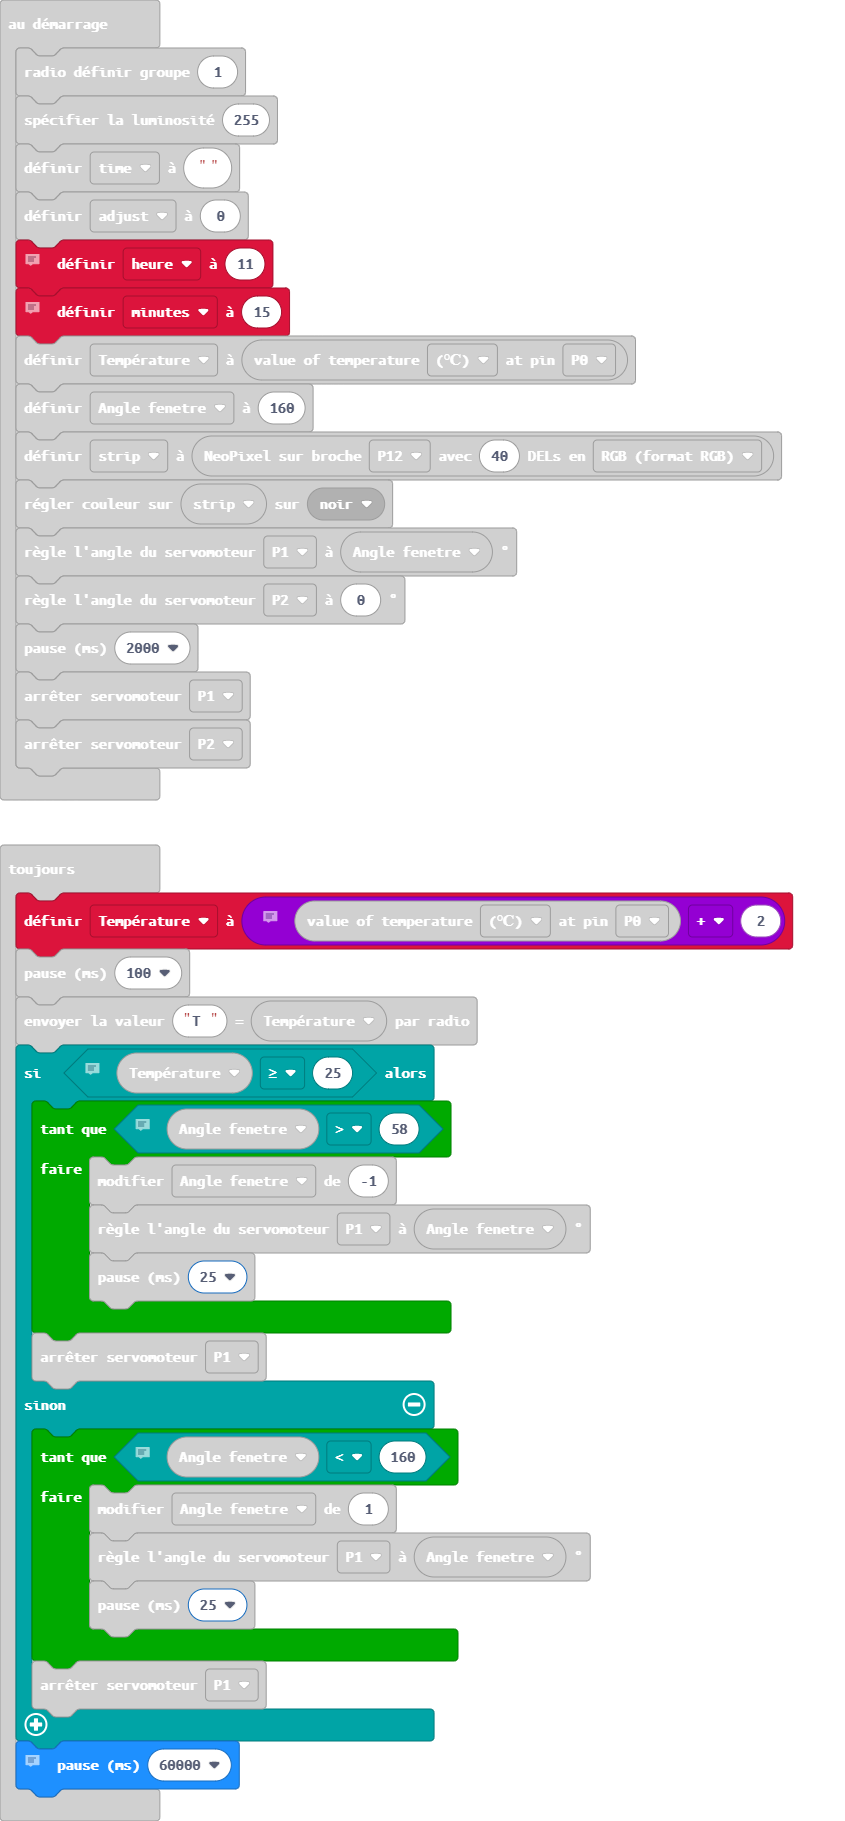 au démarrage
radio définir groupe 1
spécifier la luminosité 255
définir time à " "
définir adjust à 0
définir heure à 11
définir minutes à 15
définir Température à value of temperature (℃) at pin P0
définir Angle fenetre à 160
définir strip à NeoPixel sur broche P12 avec 40 DELs en RGB (format RGB)
régler couleur sur strip sur noir
règle l'angle du servomoteur P1 à Angle fenetre °
règle l'angle du servomoteur P2 à 0 °
pause (ms) 2000
arrêter servomoteur P1
arrêter servomoteur P2
toujours
définir Température à value of temperature (℃) at pin P0 + 2
pause (ms) 100
envoyer la valeur "T " = Température par radio
si Température ≥ 25 alors
tant que Angle fenetre > 58
faire
modifier Angle fenetre de -1
règle l'angle du servomoteur P1 à Angle fenetre °
pause (ms) 25
arrêter servomoteur P1
sinon
tant que Angle fenetre < 160
faire
modifier Angle fenetre de 1
règle l'angle du servomoteur P1 à Angle fenetre °
pause (ms) 25
arrêter servomoteur P1
pause (ms) 60000